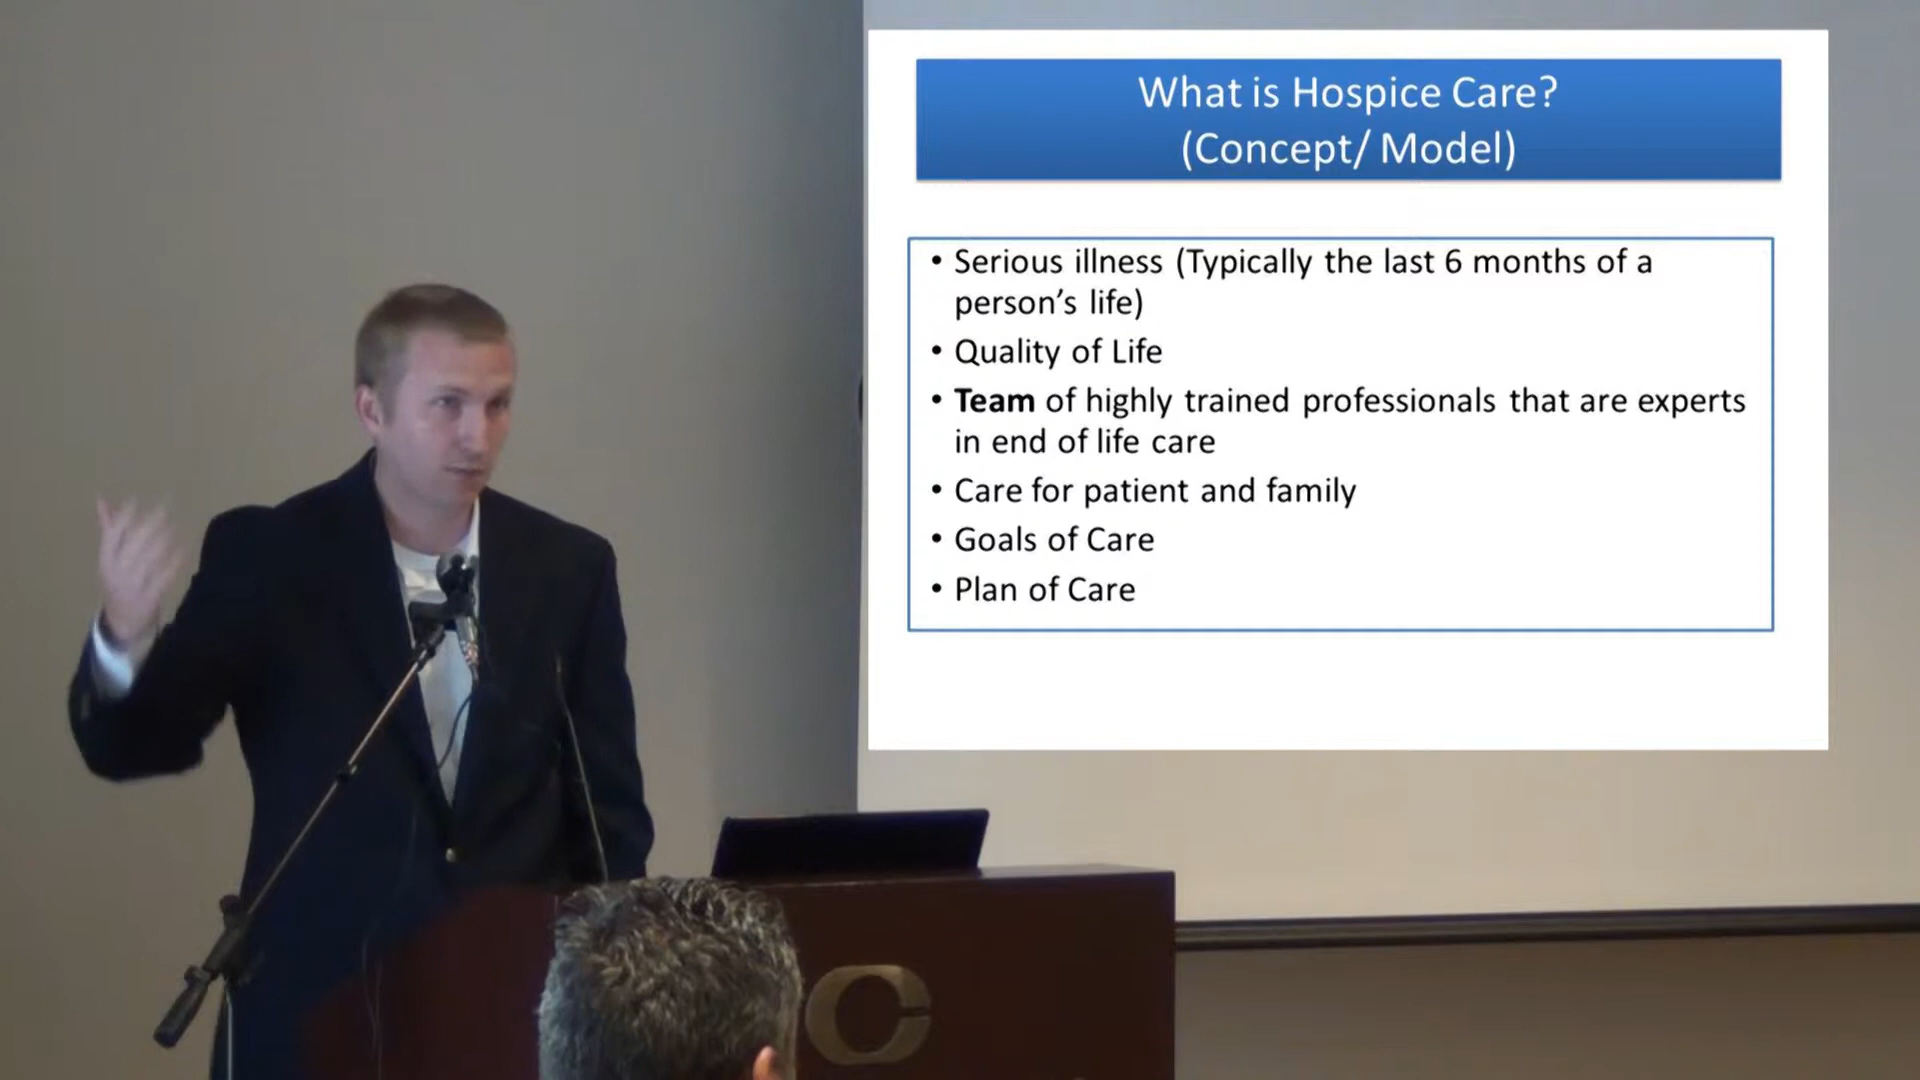 What is Hospice Care?
(Concept/ Model)
• Serious illness (Typically the last 6 months of a
person’s life)
• Quality of Life
• Team of highly trained professionals that are experts
in end of life care
• Care for patient and family
• Goals of Care
• Plan of Care
C